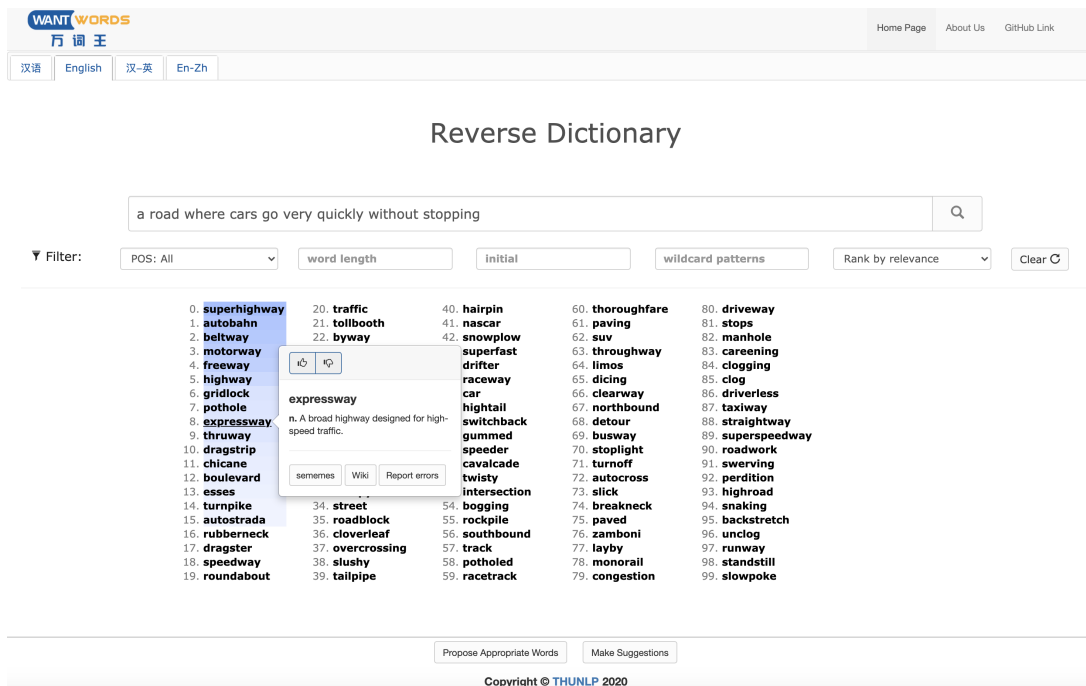 WANT WORDS
万词王
Home Page About Us GitHub Link
汉语 English 汉–英 En-Zh
Reverse Dictionary
a road where cars go very quickly without stopping
Filter: POS: All word length initial wildcard patterns Rank by relevance Clear
0. superhighway 20. traffic 40. hairpin 60. thoroughfare 80. driveway
1. autobahn 21. tollbooth 41. nascar 61. paving 81. stops
2. beltway 22. byway 42. snowplow 62. suv 82. manhole
3. motorway superfast 63. throughway 83. careening
4. freeway drifter 64. limos 84. clogging
5. highway raceway 65. dicing 85. clog
6. gridlock car 66. clearway 86. driverless
7. pothole hightail 67. northbound 87. taxiway
8. expressway switchback 68. detour 88. straightway
9. thruway gummed 69. busway 89. superspeedway
10. dragstrip speeder 70. stoplight 90. roadwork
11. chicane cavalcade 71. turnoff 91. swerving
12. boulevard twisty 72. autocross 92. perdition
13. esses intersection 73. slick 93. highroad
14. turnpike 34. street 54. bogging 74. breakneck 94. snaking
15. autostrada 35. roadblock 55. rockpile 75. paved 95. backstretch
16. rubberneck 36. cloverleaf 56. southbound 76. zamboni 96. unclog
17. dragster 37. overcrossing 57. track 77. layby 97. runway
18. speedway 38. slushy 58. potholed 78. monorail 98. standstill
19. roundabout 39. tailpipe 59. racetrack 79. congestion 99. slowpoke
expressway
n. A broad highway designed for high-
speed traffic.
sememes Wiki Report errors
Propose Appropriate Words Make Suggestions
Copyright © THUNLP 2020